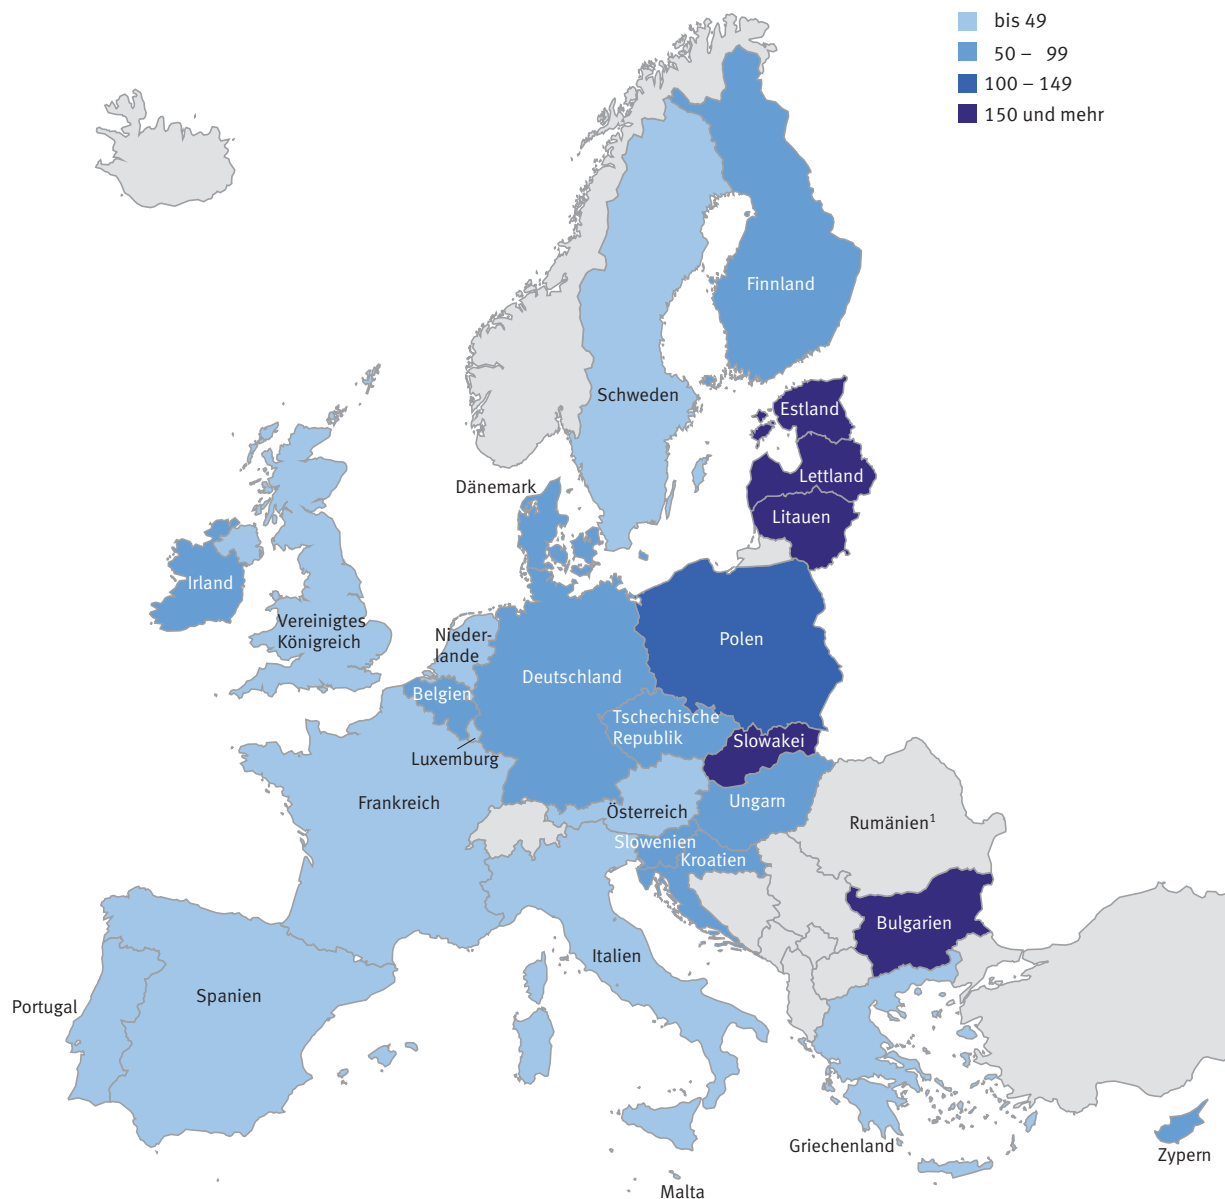 bis 49
50 – 99
100 – 149
150 und mehr
Finnland
Schweden
Estland
Lettland
Litauen
Dänemark
Irland
Vereinigtes
Königreich
Nieder-
lande
Polen
Deutschland
Belgien
Tschechische
Republik
Slowakei
Luxemburg
Frankreich
Österreich
Ungarn
Rumänien¹
Slowenien
Kroatien
Bulgarien
Italien
Spanien
Portugal
Griechenland
Zypern
Malta